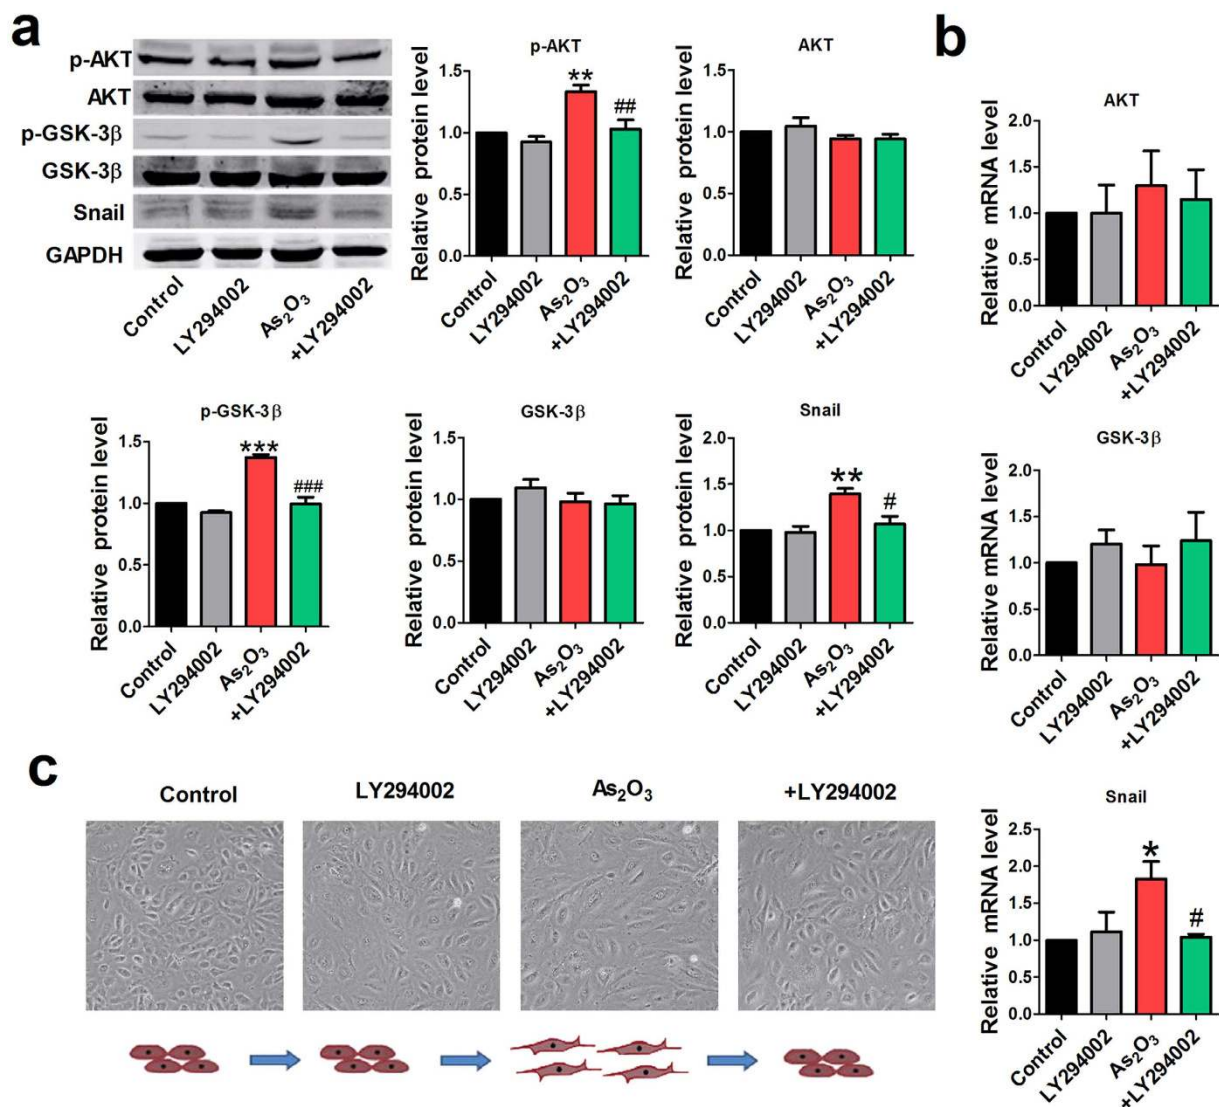 a
p-AKT
AKT
p-GSK-3β
GSK-3β
Snail
GAPDH
Control
LY294002
As₂O₃
+LY294002
p-AKT
Relative protein level
1.5
1.0
0.5
0.0
**
##
Control
LY294002
As₂O₃
+LY294002
AKT
Relative protein level
1.5
1.0
0.5
0.0
Control
LY294002
As₂O₃
+LY294002
p-GSK-3β
Relative protein level
1.5
1.0
0.5
0.0
***
###
Control
LY294002
As₂O₃
+LY294002
GSK-3β
Relative protein level
1.5
1.0
0.5
0.0
Control
LY294002
As₂O₃
+LY294002
Snail
Relative protein level
2.0
1.5
1.0
0.5
0.0
**
#
Control
LY294002
As₂O₃
+LY294002
b
AKT
Relative mRNA level
2.0
1.5
1.0
0.5
0.0
Control
LY294002
As₂O₃
+LY294002
GSK-3β
Relative mRNA level
2.0
1.5
1.0
0.5
0.0
Control
LY294002
As₂O₃
+LY294002
Snail
Relative mRNA level
2.5
2.0
1.5
1.0
0.5
0.0
*
#
Control
LY294002
As₂O₃
+LY294002
c
Control
LY294002
As₂O₃
+LY294002